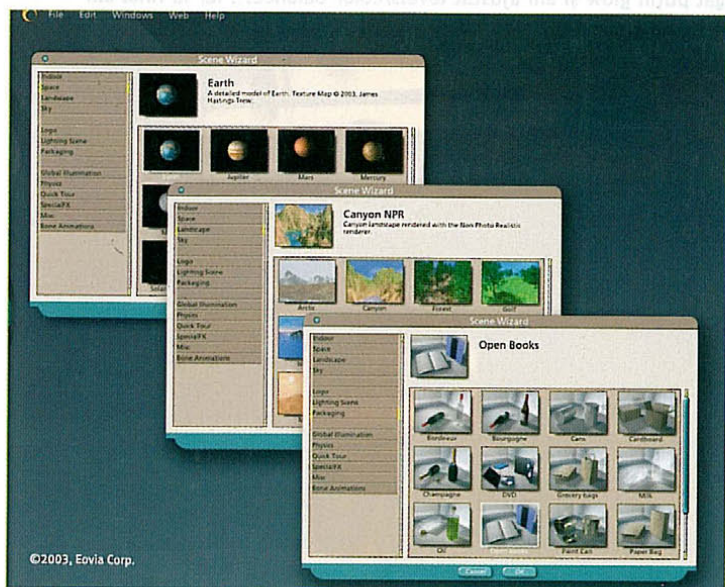 File Edit Windows Web Help
Scene Wizard
Indoor
Space
Landscape
Sky
Logo
Lighting Scene
Packaging
Global Illumination
Physics
Quick Tour
SpecialFX
Misc
Bone Animations
Earth
A detailed model of Earth. Texture Map © 2003, James
Hastings Trew.
Jupiter Mars Mercury
Scene Wizard
Indoor
Space
Landscape
Sky
Logo
Lighting Scene
Packaging
Global Illumination
Physics
Quick Tour
SpecialFX
Misc
Bone Animations
Canyon NPR
Canyon landscape rendered with the Non Photo Realistic
renderer.
Arctic Canyon Forest Golf
Scene Wizard
Indoor
Space
Landscape
Sky
Logo
Lighting Scene
Packaging
Global Illumination
Physics
Quick Tour
SpecialFX
Misc
Bone Animations
Open Books
Bordeaux Bourgogne Cans Cardboard
Champagne DVD Grocery bags Milk
Oil Open Books Paint Can Paper Bag
Cancel OK
©2003, Eovia Corp.